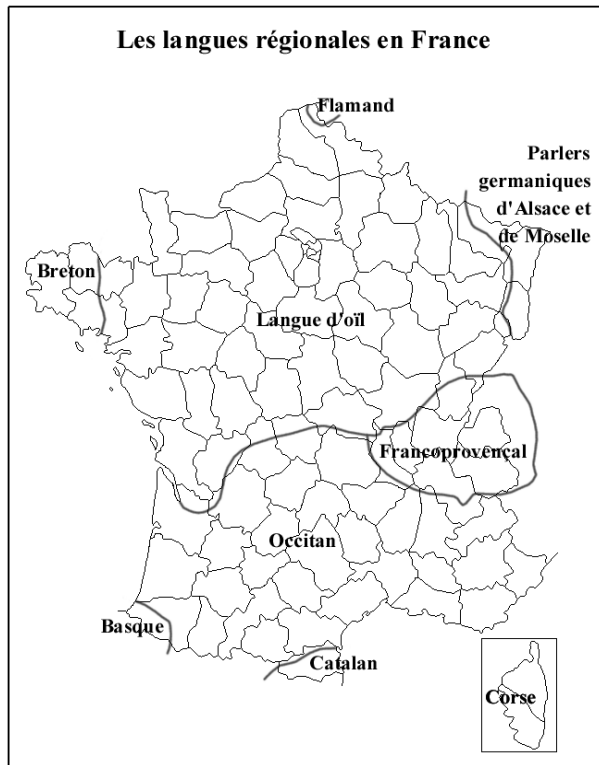 Les langues régionales en France
Flamand
Parlers
germaniques
d'Alsace et
de Moselle
Breton
Langue d'oïl
Francoprovençal
Occitan
Basque
Catalan
Corse